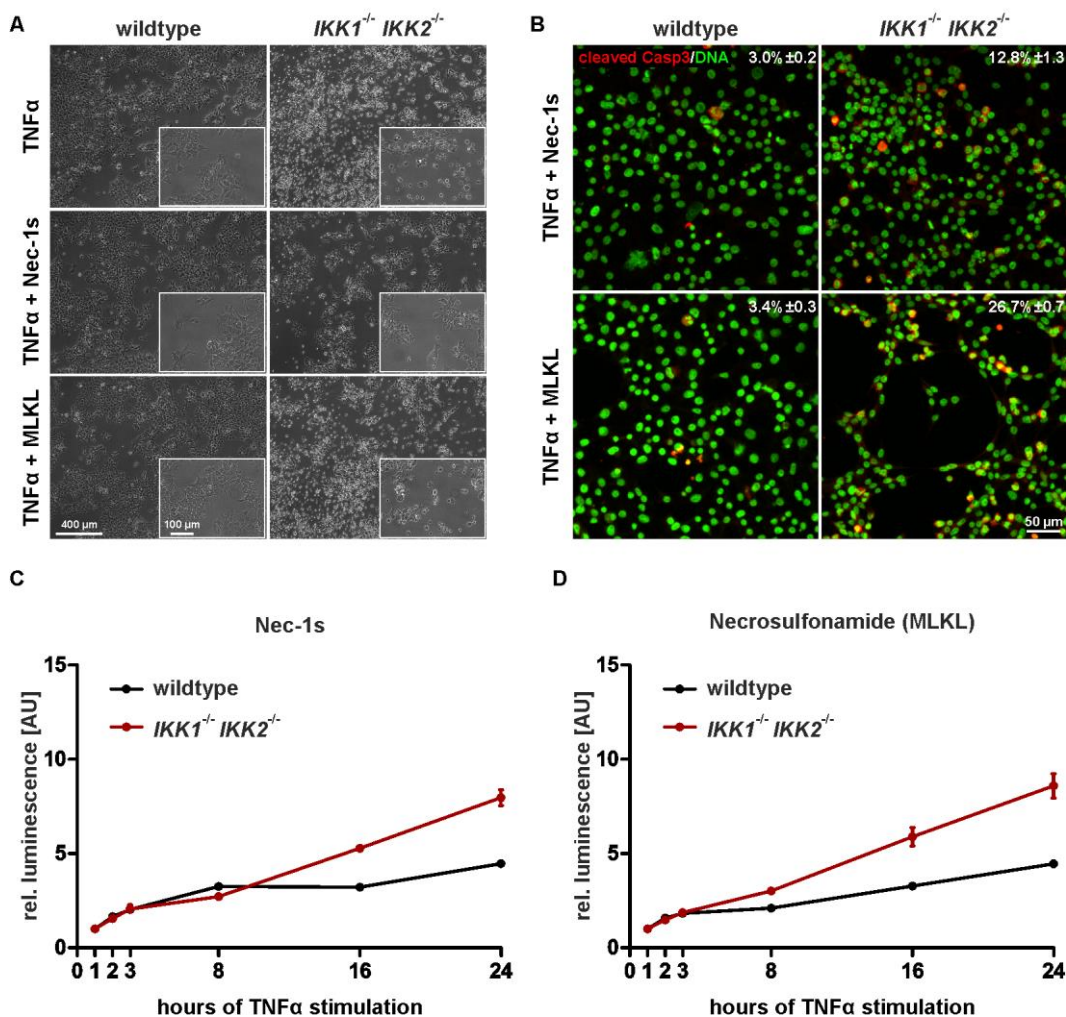 A
wildtype
IKK1-/- IKK2-/-
TNFα
TNFα + Nec-1s
TNFα + MLKL
400 µm
100 µm
B
wildtype
IKK1-/- IKK2-/-
TNFα + Nec-1s
TNFα + MLKL
cleaved Casp3/DNA
3.0% ±0.2
12.8% ±1.3
3.4% ±0.3
26.7% ±0.7
50 µm
C
Nec-1s
rel. luminescence [AU]
15
10
5
0
wildtype
IKK1-/- IKK2-/-
0 1 2 3 8 16 24
hours of TNFα stimulation
D
Necrosulfonamide (MLKL)
rel. luminescence [AU]
15
10
5
0
wildtype
IKK1-/- IKK2-/-
0 1 2 3 8 16 24
hours of TNFα stimulation